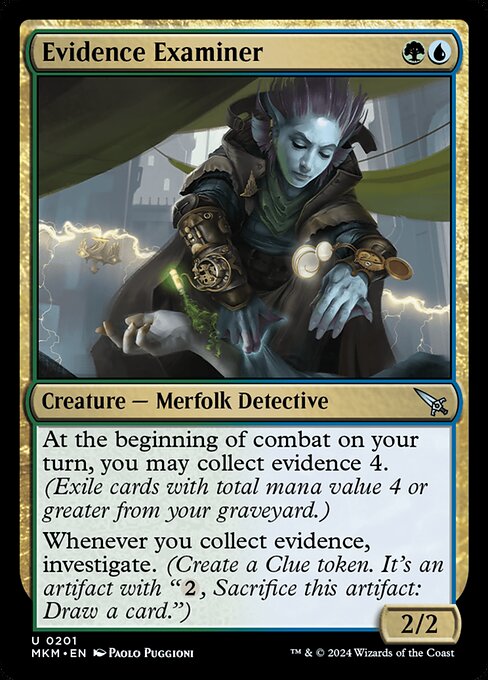 Evidence Examiner
Creature — Merfolk Detective
At the beginning of combat on your
turn, you may collect evidence 4.
(Exile cards with total mana value 4 or
greater from your graveyard.)
Whenever you collect evidence,
investigate. (Create a Clue token. It's an
artifact with “2, Sacrifice this artifact:
Draw a card.”)
2/2
U 0201
MKM • EN Paolo Puggioni
™ & © 2024 Wizards of the Coast